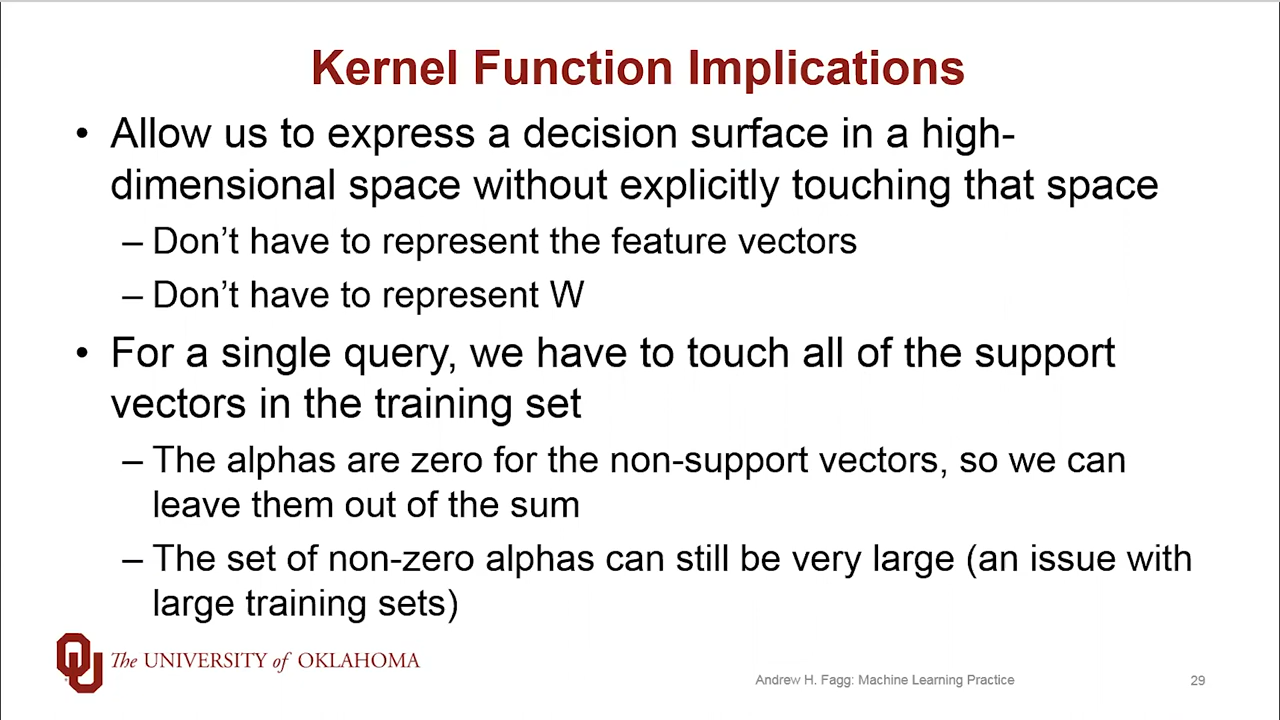 Kernel Function Implications
• Allow us to express a decision surface in a high-
dimensional space without explicitly touching that space
– Don’t have to represent the feature vectors
– Don’t have to represent W
• For a single query, we have to touch all of the support
vectors in the training set
– The alphas are zero for the non-support vectors, so we can
leave them out of the sum
– The set of non-zero alphas can still be very large (an issue with
large training sets)
OU The UNIVERSITY of OKLAHOMA
Andrew H. Fagg: Machine Learning Practice
29